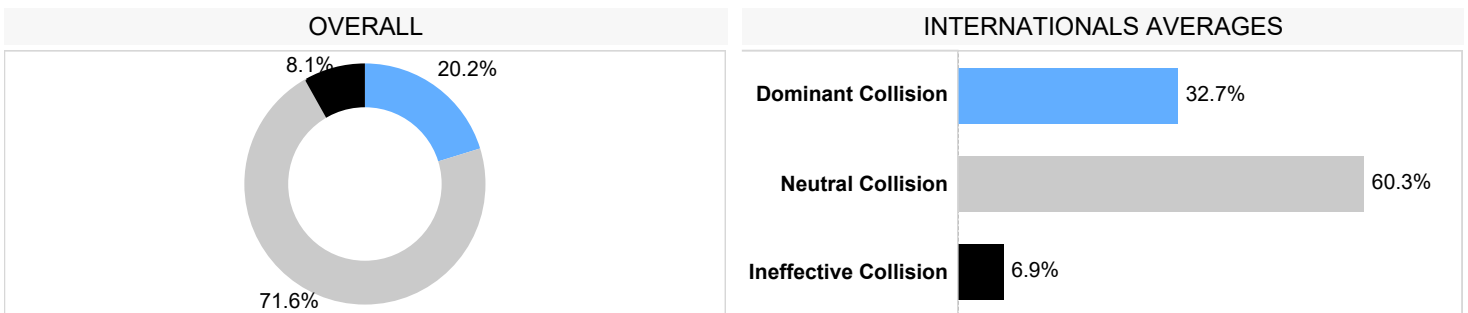 OVERALL
8.1%
20.2%
71.6%
INTERNATIONALS AVERAGES
Dominant Collision 32.7%
Neutral Collision 60.3%
Ineffective Collision 6.9%